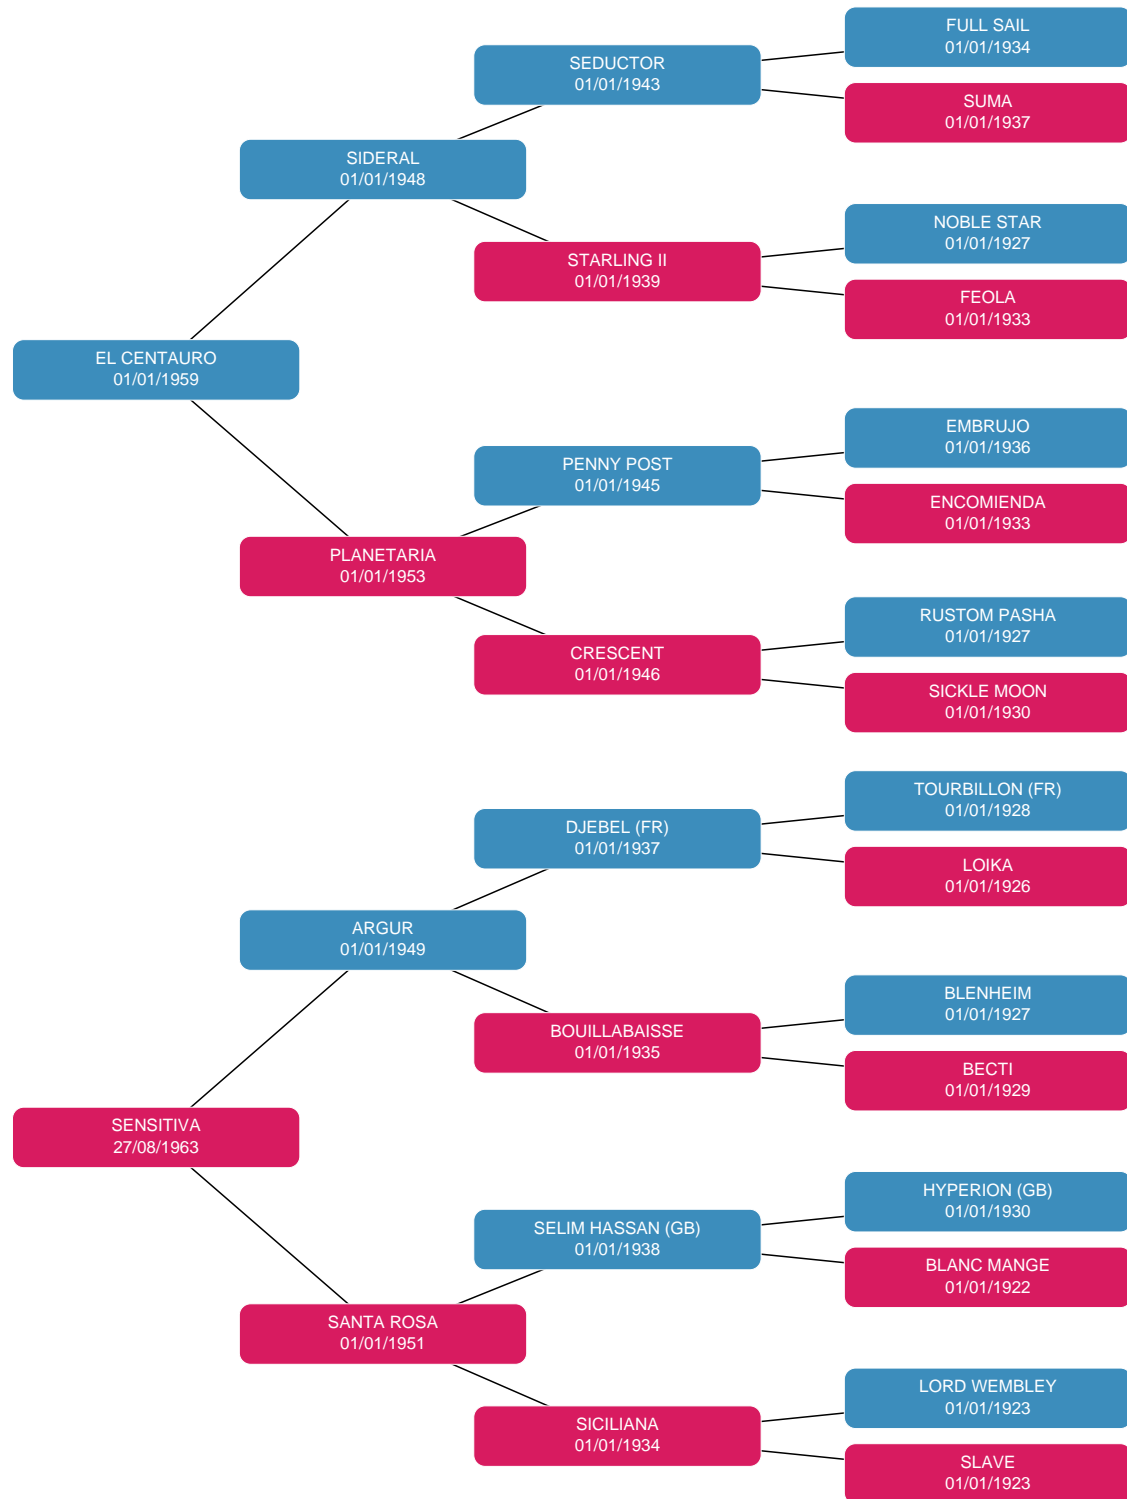 FULL SAIL
01/01/1934
SEDUCTOR
01/01/1943
SUMA
01/01/1937
SIDERAL
01/01/1948
NOBLE STAR
01/01/1927
STARLING II
01/01/1939
FEOLA
01/01/1933
EL CENTAURO
01/01/1959
EMBRUJO
01/01/1936
PENNY POST
01/01/1945
ENCOMIENDA
01/01/1933
PLANETARIA
01/01/1953
RUSTOM PASHA
01/01/1927
CRESCENT
01/01/1946
SICKLE MOON
01/01/1930
TOURBILLON (FR)
01/01/1928
DJEBEL (FR)
01/01/1937
LOIKA
01/01/1926
ARGUR
01/01/1949
BLENHEIM
01/01/1927
BOUILLABAISSE
01/01/1935
BECTI
01/01/1929
SENSITIVA
27/08/1963
HYPERION (GB)
01/01/1930
SELIM HASSAN (GB)
01/01/1938
BLANC MANGE
01/01/1922
SANTA ROSA
01/01/1951
LORD WEMBLEY
01/01/1923
SICILIANA
01/01/1934
SLAVE
01/01/1923